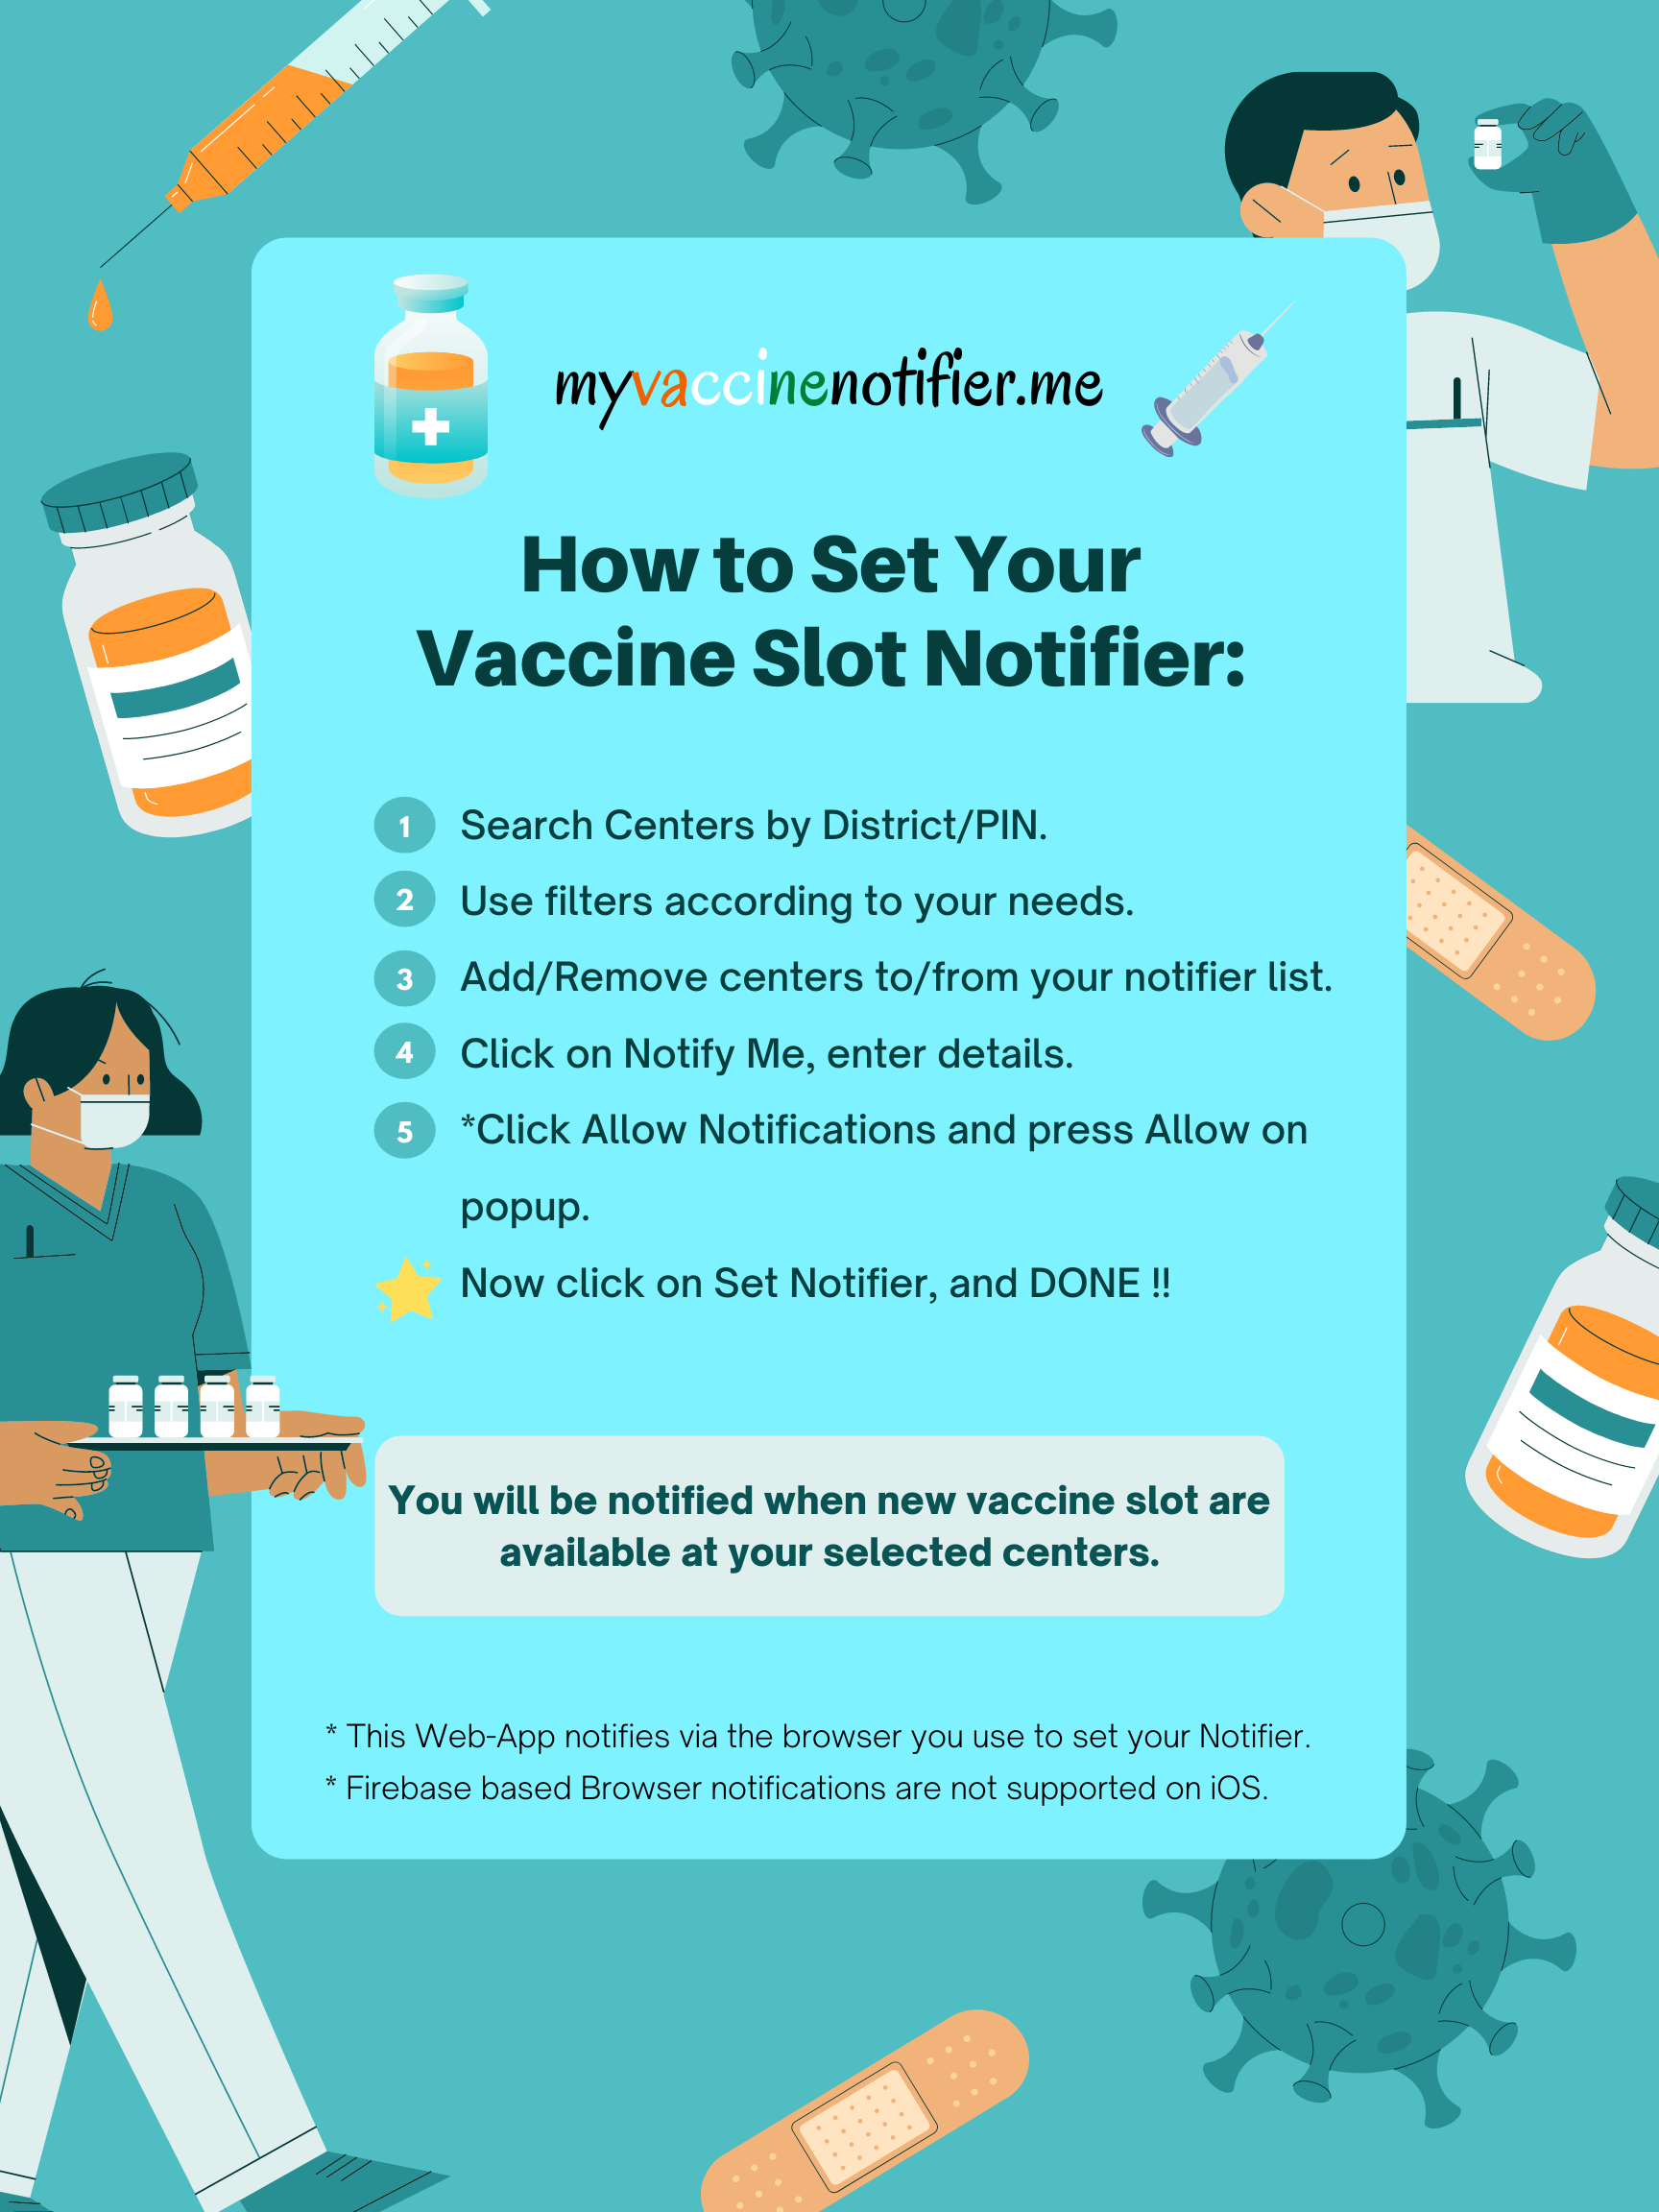 myvaccinenotifier.me
How to Set Your
Vaccine Slot Notifier:
1 Search Centers by District/PIN.
2 Use filters according to your needs.
3 Add/Remove centers to/from your notifier list.
4 Click on Notify Me, enter details.
5 *Click Allow Notifications and press Allow on
popup.
Now click on Set Notifier, and DONE !!
You will be notified when new vaccine slot are
available at your selected centers.
* This Web-App notifies via the browser you use to set your Notifier.
* Firebase based Browser notifications are not supported on iOS.